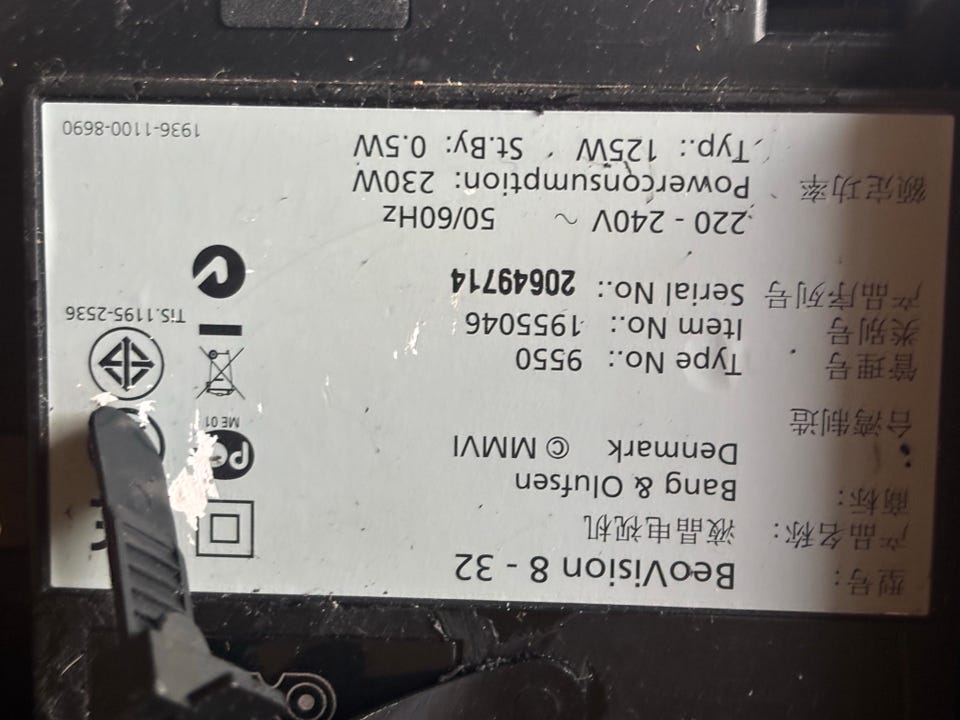 型号: BeoVision 8 - 32
产品名称: 液晶电视机
商标: Bang & Olufsen
Denmark © MMVI
台湾制造
管理号 Type No.: 9550
类别号 Item No.: 1955046
产品序列号 Serial No.: 20649714
220 - 240V ~ 50/60Hz
额定功率 Powerconsumption: 230W
Typ.: 125W St.By: 0.5W
ME 01
TiS.1195-2536
1936-1100-8690